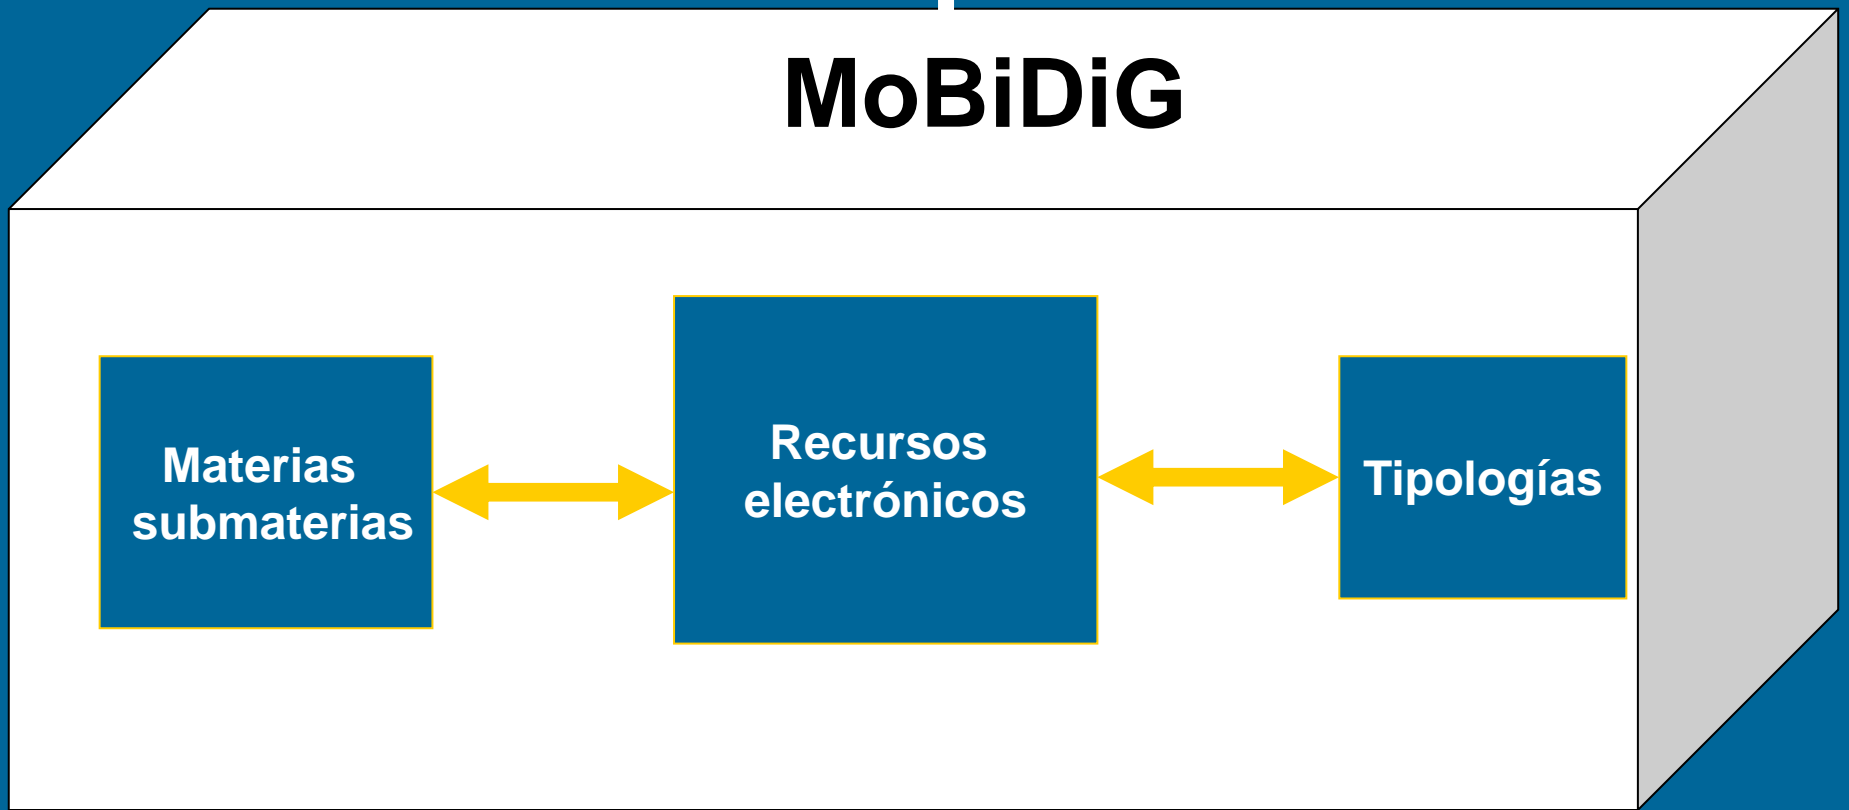 MoBiDiG
Materias
submaterias
Recursos
electrónicos
Tipologías